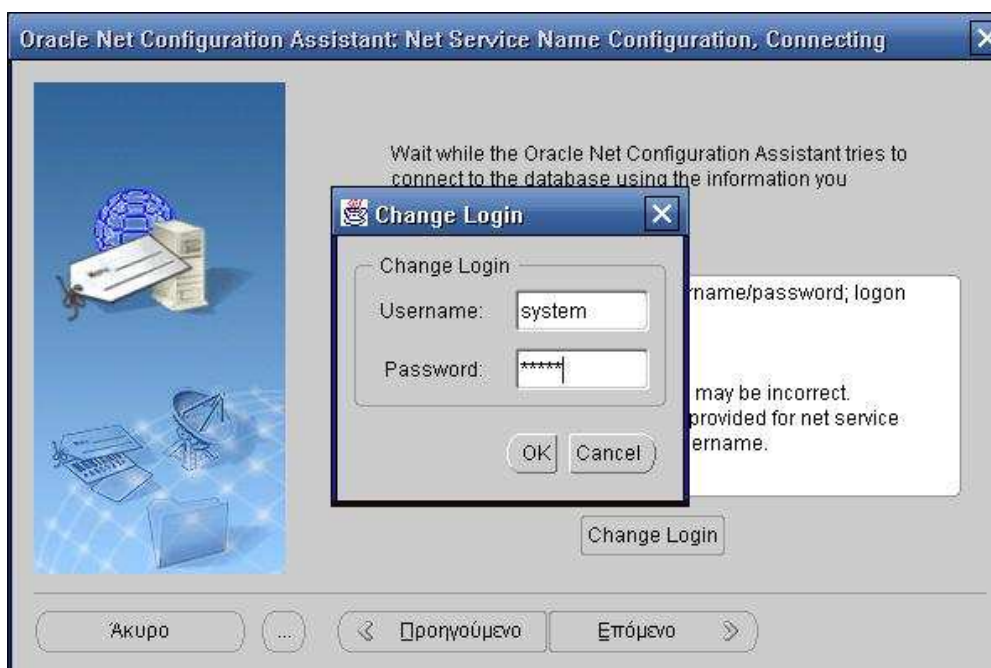 Oracle Net Configuration Assistant: Net Service Name Configuration, Connecting
Wait while the Oracle Net Configuration Assistant tries to
connect to the database using the information you
Change Login
Change Login
Username: system
Password: *****
OK Cancel
rname/password; logon
may be incorrect.
provided for net service
ername.
Change Login
Άκυρο ... Προηγούμενο Επόμενο